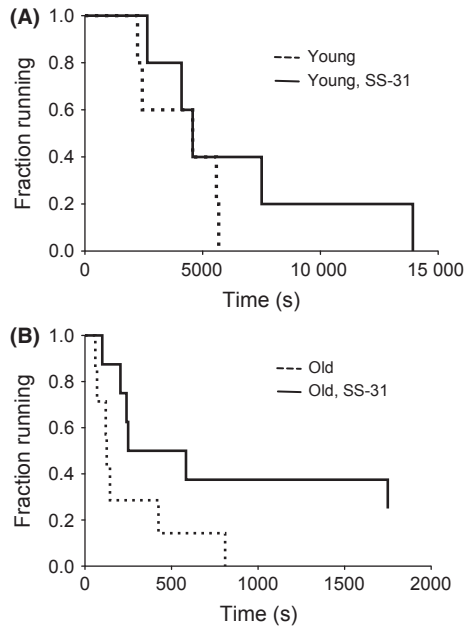 (A)
1.0
0.8
0.6
0.4
0.2
0.0
Fraction running
Young
Young, SS-31
0
5000
10 000
15 000
Time (s)
(B)
1.0
0.8
0.6
0.4
0.2
0.0
Fraction running
Old
Old, SS-31
0
500
1000
1500
2000
Time (s)